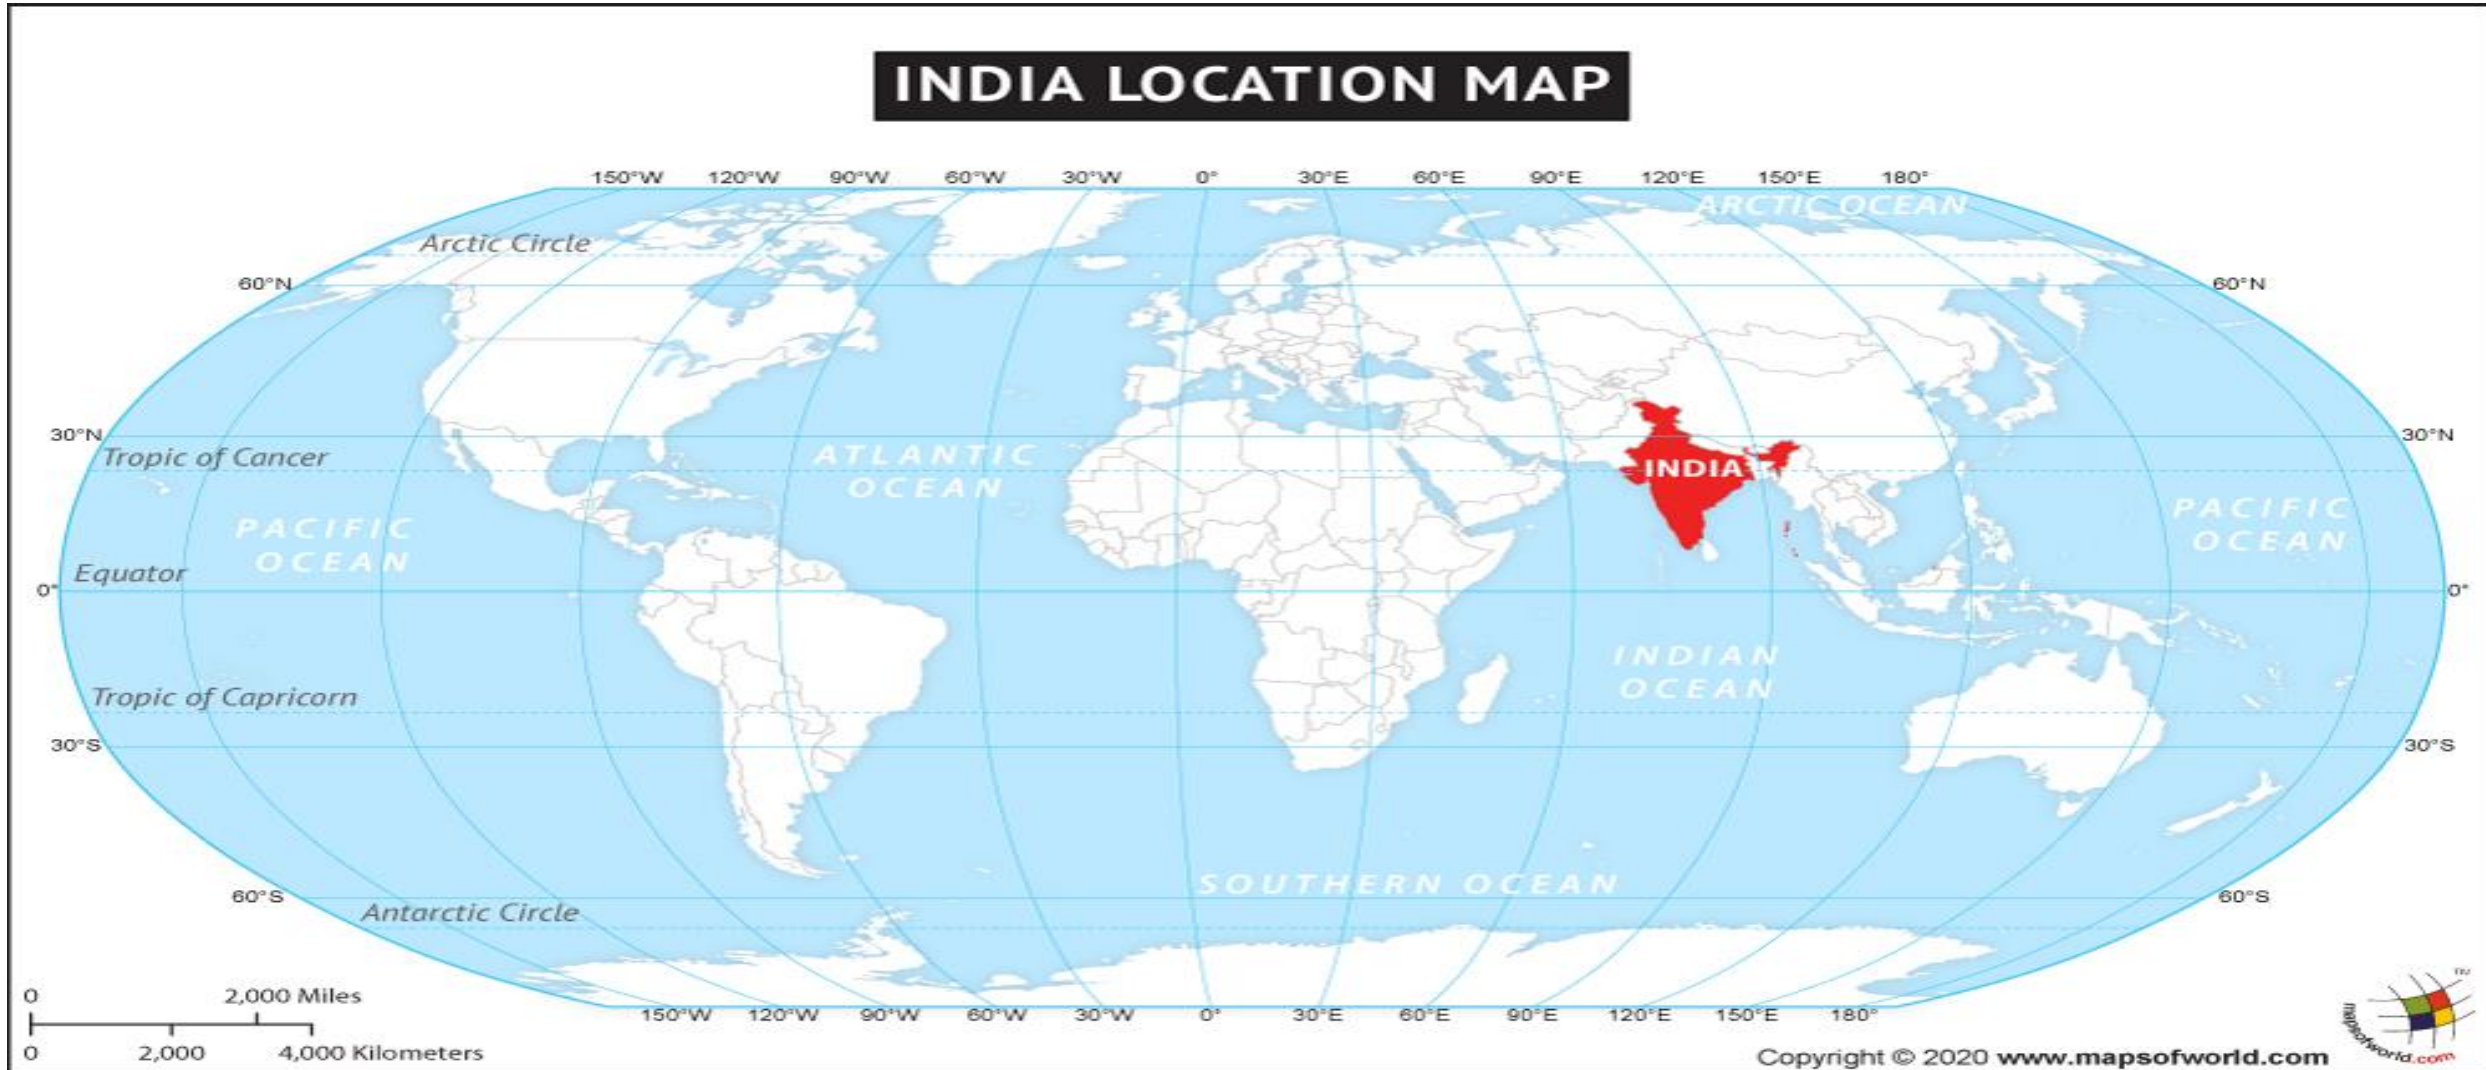 INDIA LOCATION MAP
150°W 120°W 90°W 60°W 30°W 0° 30°E 60°E 90°E 120°E 150°E 180°
ARCTIC OCEAN
Arctic Circle
60°N 60°N
30°N 30°N
Tropic of Cancer
ATLANTIC
OCEAN
INDIA
PACIFIC
OCEAN
PACIFIC
OCEAN
Equator
0° 0°
INDIAN
OCEAN
Tropic of Capricorn
30°S 30°S
SOUTHERN OCEAN
60°S 60°S
Antarctic Circle
150°W 120°W 90°W 60°W 30°W 0° 30°E 60°E 90°E 120°E 150°E 180°
0 2,000 Miles
0 2,000 4,000 Kilometers
Copyright © 2020 www.mapsofworld.com
mapsofworld.com
TM